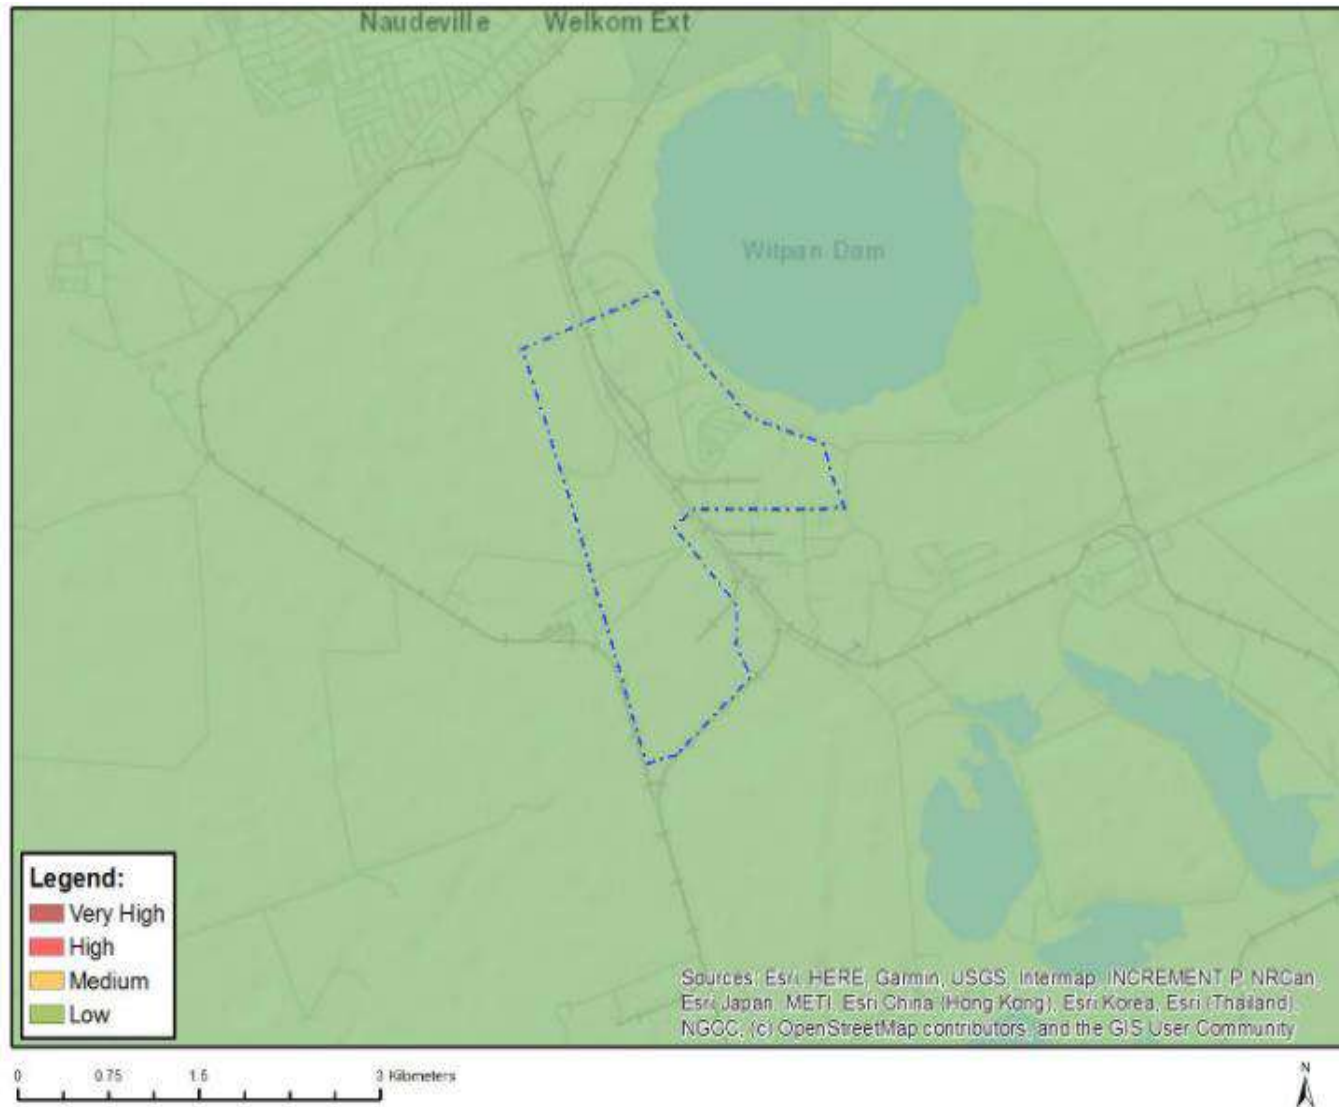 Naudeville Welkom Ext
Witpan Dam
Legend:
Very High
High
Medium
Low
Sources: Esri, HERE, Garmin, USGS, Intermap, INCREMENT P, NRCan,
Esri Japan, METI, Esri China (Hong Kong), Esri Korea, Esri (Thailand),
NGCC, (c) OpenStreetMap contributors, and the GIS User Community
0 0.75 1.5 3 Kilometers
N